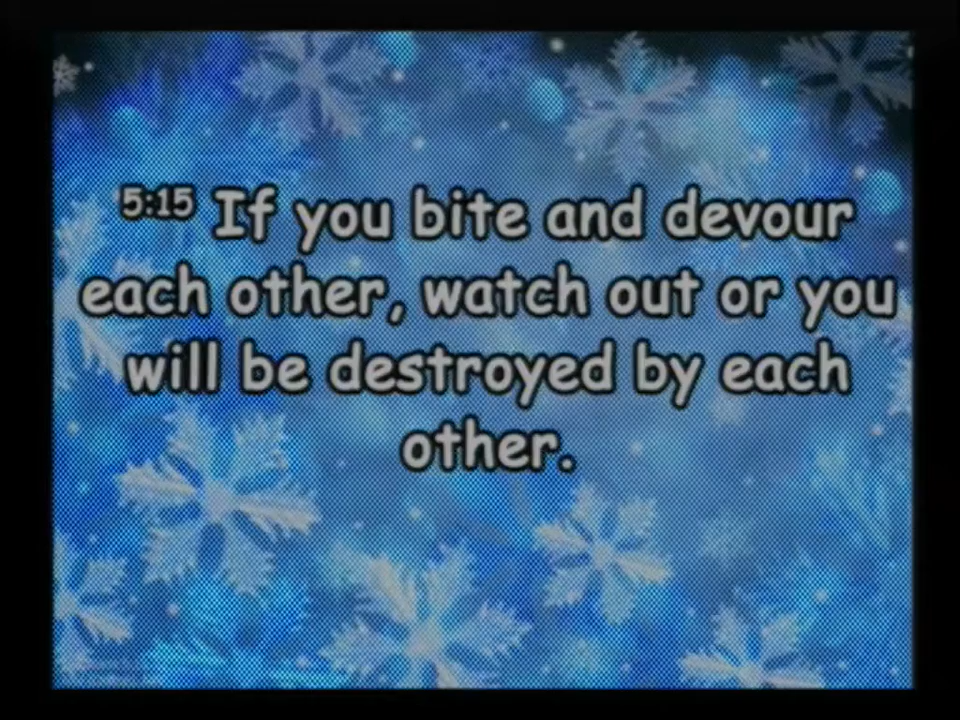 5:15 If you bite and devour
each other, watch out or you
will be destroyed by each
other.